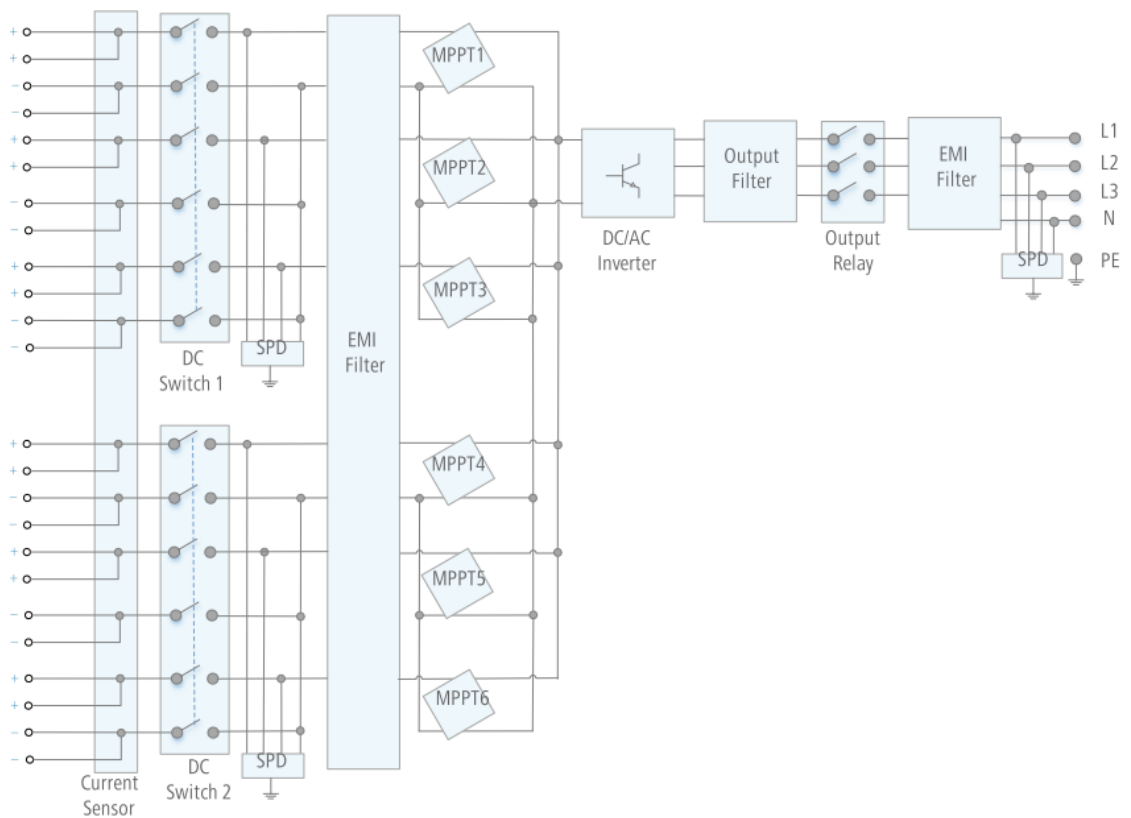 +
+
−
−
+
+
−
−
+
+
−
−
DC
Switch 1
SPD
+
+
−
−
+
+
−
−
+
+
−
−
Current
Sensor
DC
Switch 2
SPD
EMI
Filter
MPPT1
MPPT2
MPPT3
MPPT4
MPPT5
MPPT6
DC/AC
Inverter
Output
Filter
Output
Relay
EMI
Filter
L1
L2
L3
N
SPD
PE